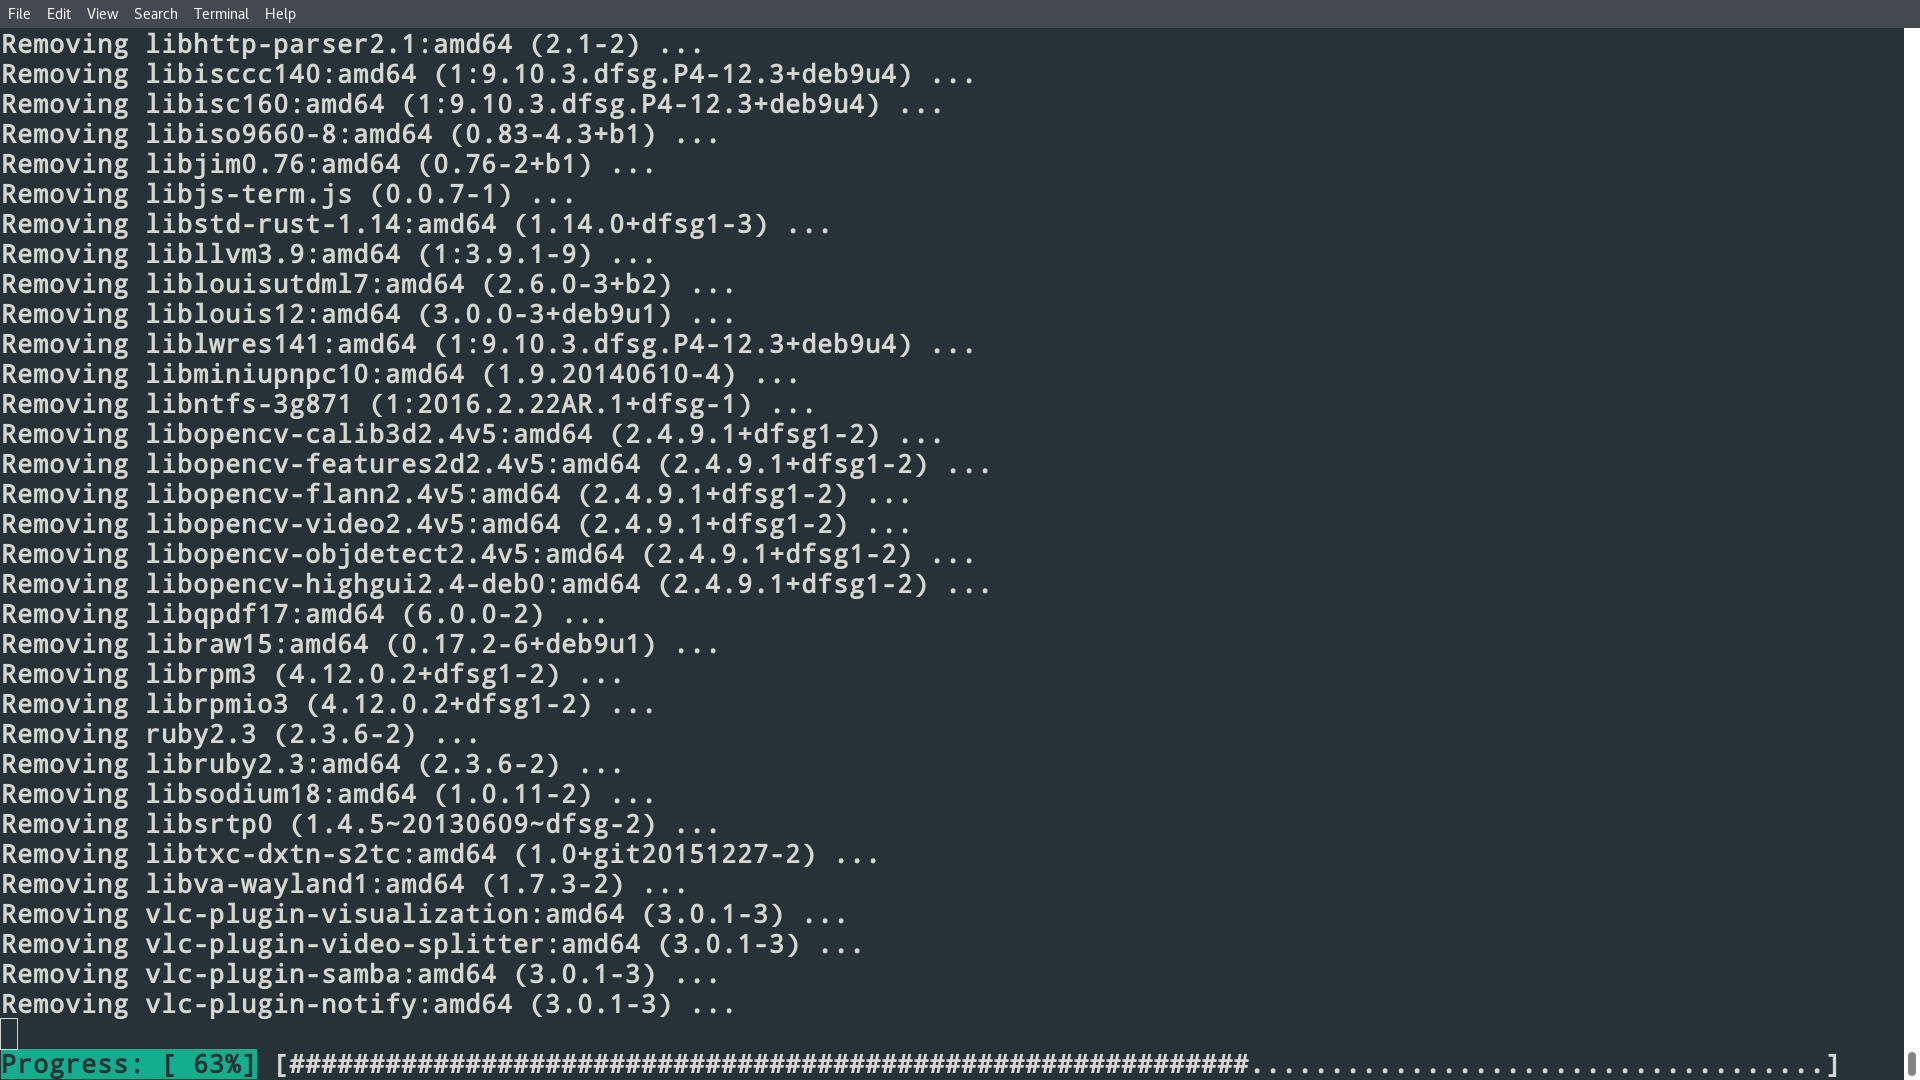 File Edit View Search Terminal Help
Removing libhttp-parser2.1:amd64 (2.1-2) ...
Removing libisccc140:amd64 (1:9.10.3.dfsg.P4-12.3+deb9u4) ...
Removing libisc160:amd64 (1:9.10.3.dfsg.P4-12.3+deb9u4) ...
Removing libiso9660-8:amd64 (0.83-4.3+b1) ...
Removing libjim0.76:amd64 (0.76-2+b1) ...
Removing libjs-term.js (0.0.7-1) ...
Removing libstd-rust-1.14:amd64 (1.14.0+dfsg1-3) ...
Removing libllvm3.9:amd64 (1:3.9.1-9) ...
Removing liblouisutdml7:amd64 (2.6.0-3+b2) ...
Removing liblouis12:amd64 (3.0.0-3+deb9u1) ...
Removing liblwres141:amd64 (1:9.10.3.dfsg.P4-12.3+deb9u4) ...
Removing libminiupnpc10:amd64 (1.9.20140610-4) ...
Removing libntfs-3g871 (1:2016.2.22AR.1+dfsg-1) ...
Removing libopencv-calib3d2.4v5:amd64 (2.4.9.1+dfsg1-2) ...
Removing libopencv-features2d2.4v5:amd64 (2.4.9.1+dfsg1-2) ...
Removing libopencv-flann2.4v5:amd64 (2.4.9.1+dfsg1-2) ...
Removing libopencv-video2.4v5:amd64 (2.4.9.1+dfsg1-2) ...
Removing libopencv-objdetect2.4v5:amd64 (2.4.9.1+dfsg1-2) ...
Removing libopencv-highgui2.4-deb0:amd64 (2.4.9.1+dfsg1-2) ...
Removing libqpdf17:amd64 (6.0.0-2) ...
Removing libraw15:amd64 (0.17.2-6+deb9u1) ...
Removing librpm3 (4.12.0.2+dfsg1-2) ...
Removing librpmio3 (4.12.0.2+dfsg1-2) ...
Removing ruby2.3 (2.3.6-2) ...
Removing libruby2.3:amd64 (2.3.6-2) ...
Removing libsodium18:amd64 (1.0.11-2) ...
Removing libsrtp0 (1.4.5~20130609~dfsg-2) ...
Removing libtxc-dxtn-s2tc:amd64 (1.0+git20151227-2) ...
Removing libva-wayland1:amd64 (1.7.3-2) ...
Removing vlc-plugin-visualization:amd64 (3.0.1-3) ...
Removing vlc-plugin-video-splitter:amd64 (3.0.1-3) ...
Removing vlc-plugin-samba:amd64 (3.0.1-3) ...
Removing vlc-plugin-notify:amd64 (3.0.1-3) ...
Progress: [ 63%] [############################################################....................................]